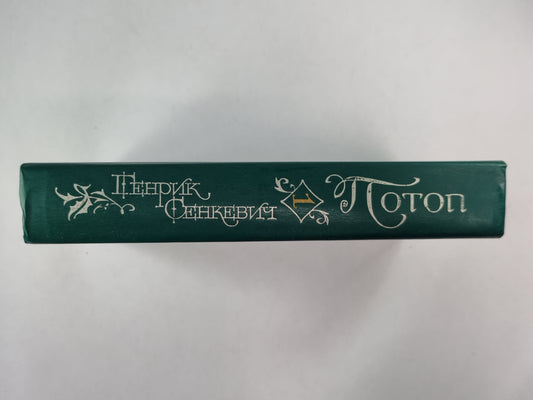 Генрик
Сенкевич
1
Потоп